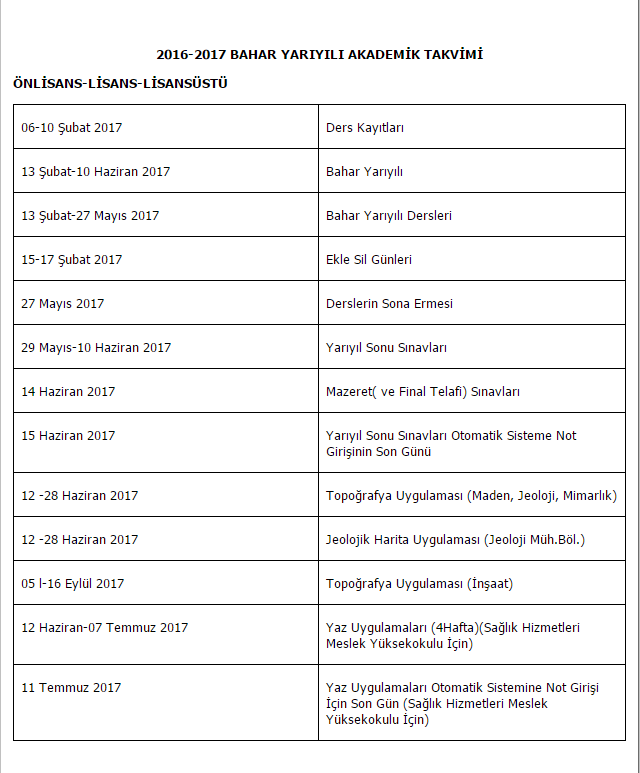 2016-2017 BAHAR YARIYILI AKADEMİK TAKVİMİ
ÖNLİSANS-LİSANS-LİSANSÜSTÜ
06-10 Şubat 2017 Ders Kayıtları
13 Şubat-10 Haziran 2017 Bahar Yarıyılı
13 Şubat-27 Mayıs 2017 Bahar Yarıyılı Dersleri
15-17 Şubat 2017 Ekle Sil Günleri
27 Mayıs 2017 Derslerin Sona Ermesi
29 Mayıs-10 Haziran 2017 Yarıyıl Sonu Sınavları
14 Haziran 2017 Mazeret( ve Final Telafi) Sınavları
15 Haziran 2017 Yarıyıl Sonu Sınavları Otomatik Sisteme Not
Girişinin Son Günü
12 -28 Haziran 2017 Topoğrafya Uygulaması (Maden, Jeoloji, Mimarlık)
12 -28 Haziran 2017 Jeolojik Harita Uygulaması (Jeoloji Müh.Böl.)
05 l-16 Eylül 2017 Topoğrafya Uygulaması (İnşaat)
12 Haziran-07 Temmuz 2017 Yaz Uygulamaları (4Hafta)(Sağlık Hizmetleri
Meslek Yüksekokulu İçin)
11 Temmuz 2017 Yaz Uygulamaları Otomatik Sistemine Not Girişi
İçin Son Gün (Sağlık Hizmetleri Meslek
Yüksekokulu İçin)